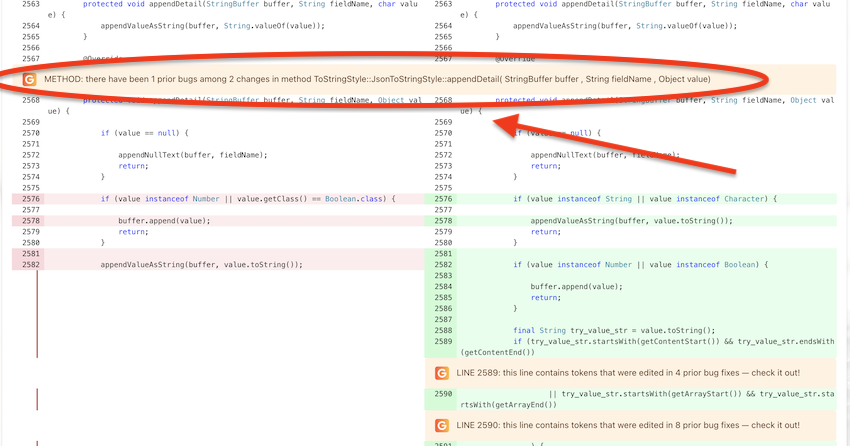 2563 protected void appendDetail(StringBuffer buffer, String fieldName, char valu
e) {
2564 appendValueAsString(buffer, String.valueOf(value));
2565 }
2566
2567 @Override
METHOD: there have been 1 prior bugs among 2 changes in method ToStringStyle::JsonToStringStyle::appendDetail( StringBuffer buffer , String fieldName , Object value)
2568 protected void appendDetail(StringBuffer buffer, String fieldName, Object val
ue) {
2569
2570 if (value == null) {
2571
2572 appendNullText(buffer, fieldName);
2573 return;
2574 }
2575
2576 if (value instanceof Number || value.getClass() == Boolean.class) {
2577
2578 buffer.append(value);
2579 return;
2580 }
2581
2582 appendValueAsString(buffer, value.toString());
2563 protected void appendDetail(StringBuffer buffer, String fieldName, char valu
e) {
2564 appendValueAsString(buffer, String.valueOf(value));
2565 }
2566
2567 @Override
2568 protected void appendDetail(StringBuffer buffer, String fieldName, Object val
ue) {
2569
2570 if (value == null) {
2571
2572 appendNullText(buffer, fieldName);
2573 return;
2574 }
2575
2576 if (value instanceof String || value instanceof Character) {
2577
2578 appendValueAsString(buffer, value.toString());
2579 return;
2580 }
2581
2582 if (value instanceof Number || value instanceof Boolean) {
2583
2584 buffer.append(value);
2585 return;
2586 }
2587
2588 final String try_value_str = value.toString();
2589 if (try_value_str.startsWith(getContentStart()) && try_value_str.endsWith
(getContentEnd())
G LINE 2589: this line contains tokens that were edited in 4 prior bug fixes — check it out!
2590 || try_value_str.startsWith(getArrayStart()) && try_value_str.sta
rtsWith(getArrayEnd())
G LINE 2590: this line contains tokens that were edited in 8 prior bug fixes — check it out!
2591 ) {